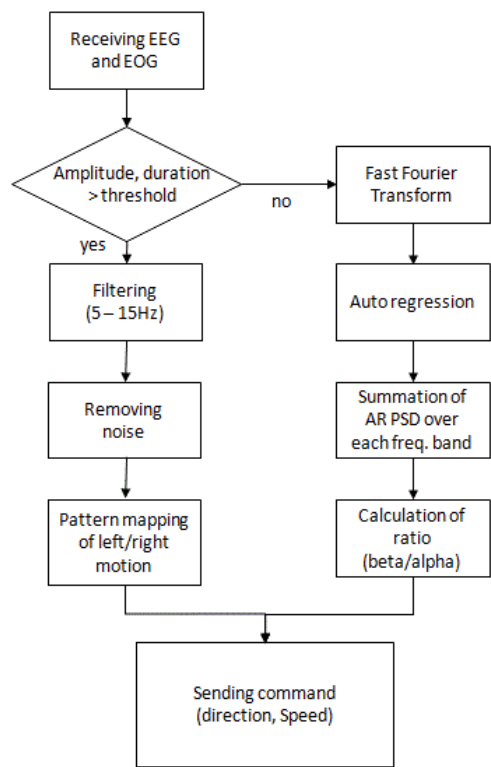 Receiving EEG
and EOG
Amplitude, duration
> threshold
no
yes
Fast Fourier
Transform
Filtering
(5 – 15Hz)
Auto regression
Removing
noise
Summation of
AR PSD over
each freq. band
Pattern mapping
of left/right
motion
Calculation of
ratio
(beta/alpha)
Sending command
(direction, Speed)